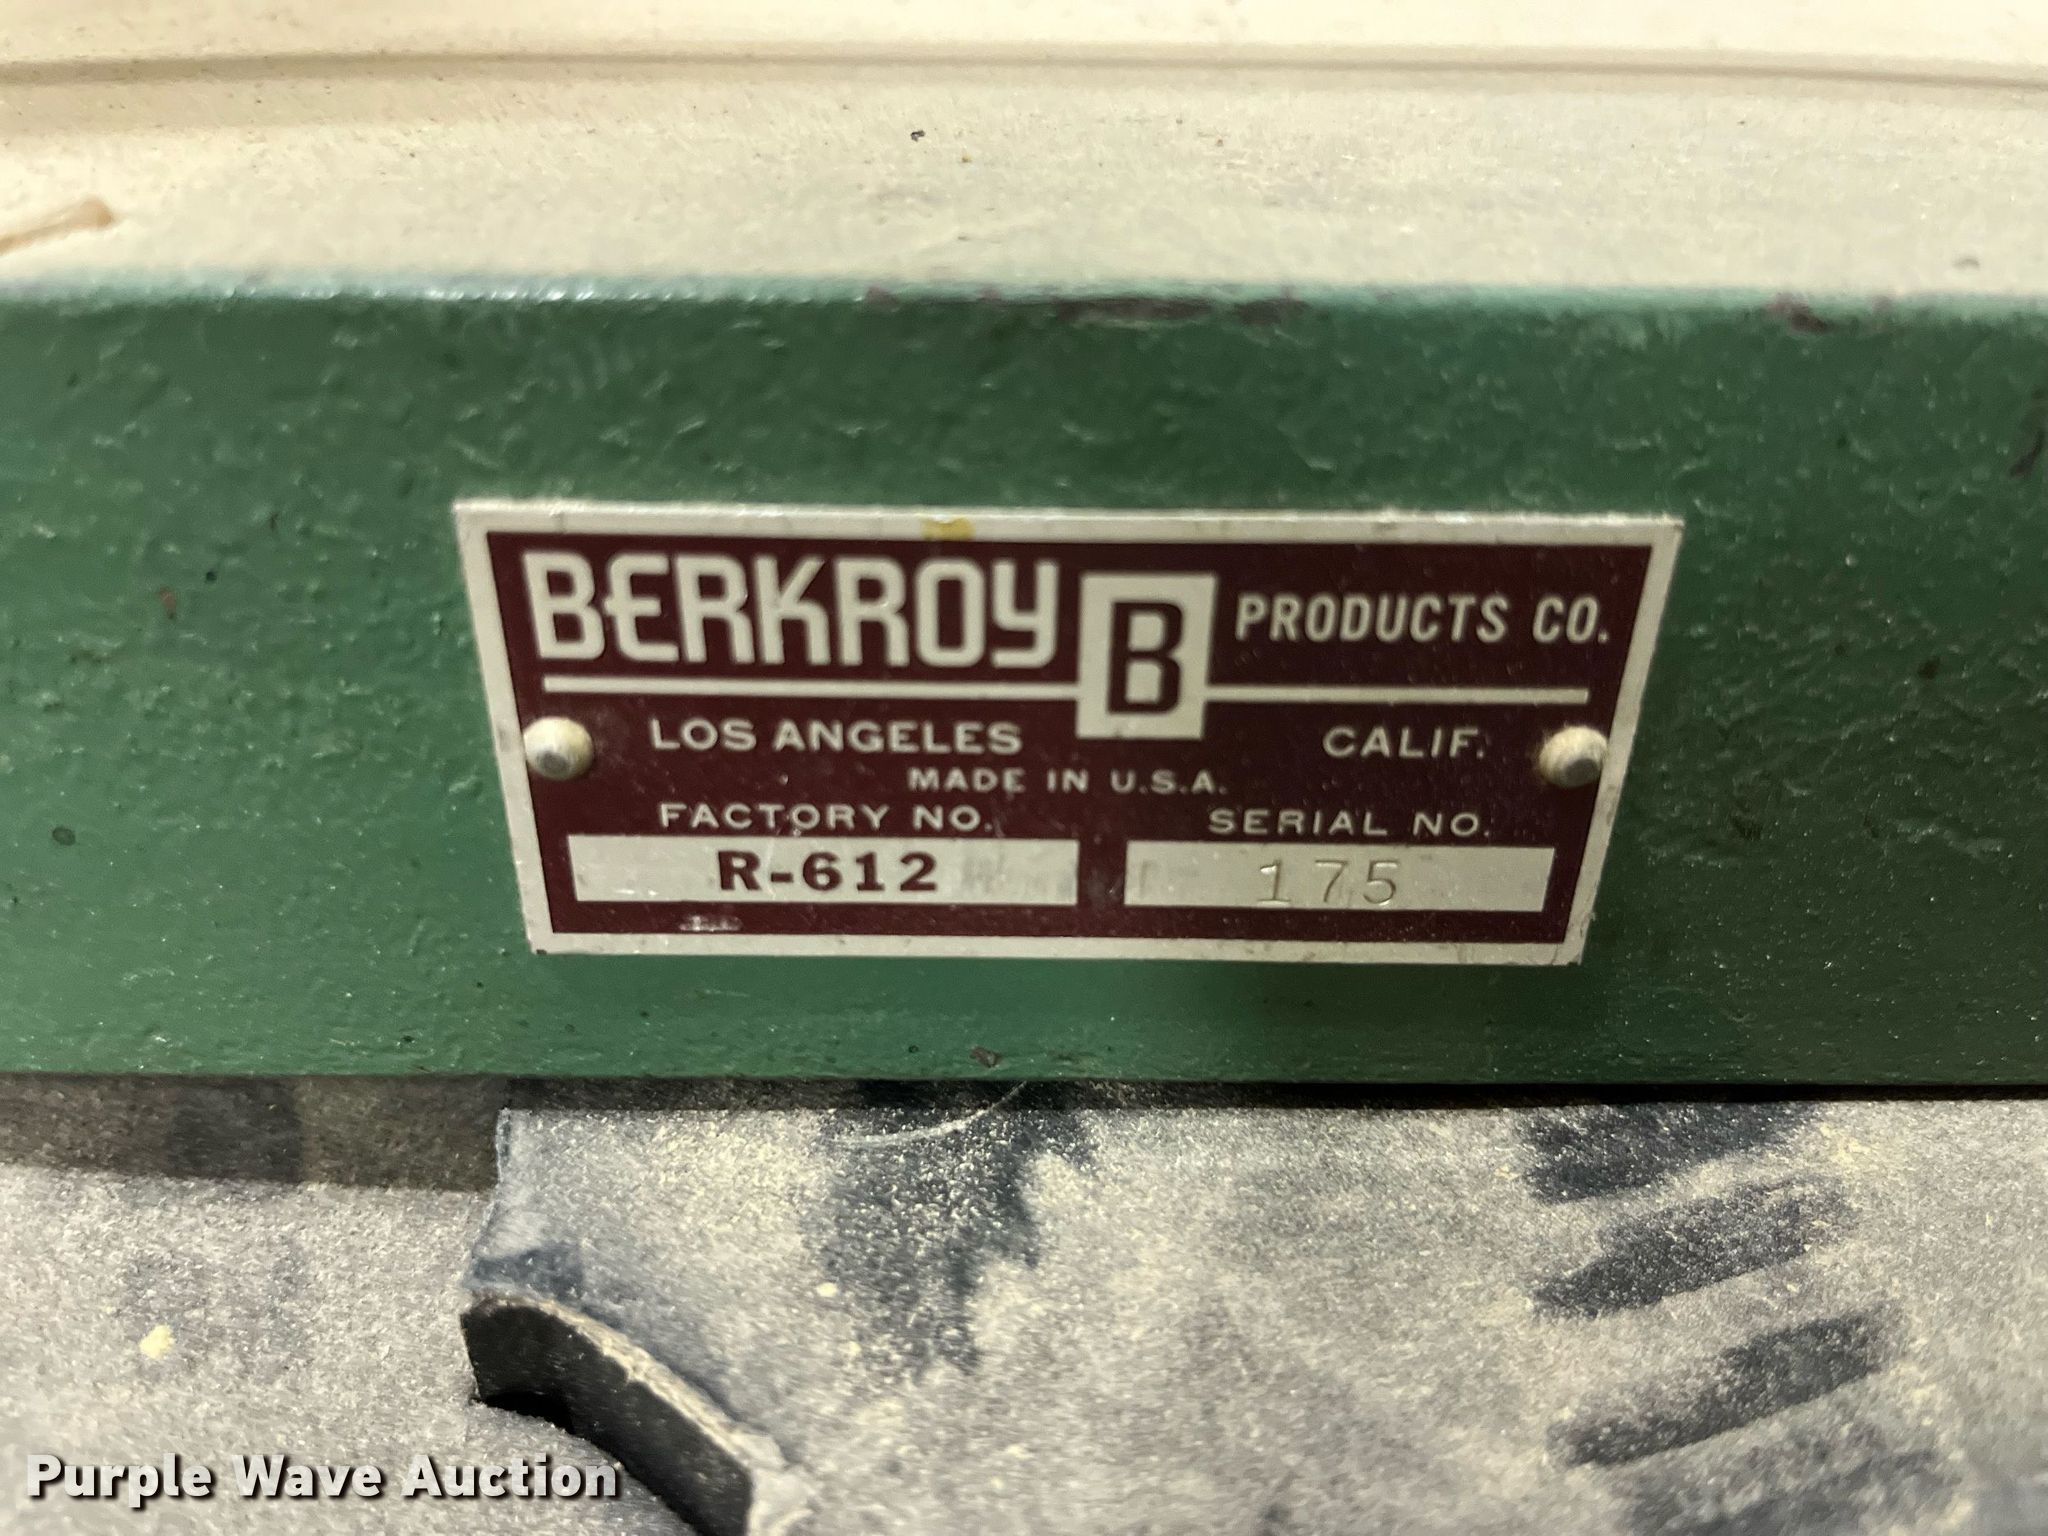 BERKROY B PRODUCTS CO.
LOS ANGELES CALIF.
MADE IN U.S.A.
FACTORY NO. SERIAL NO.
R-612 175
Purple Wave Auction